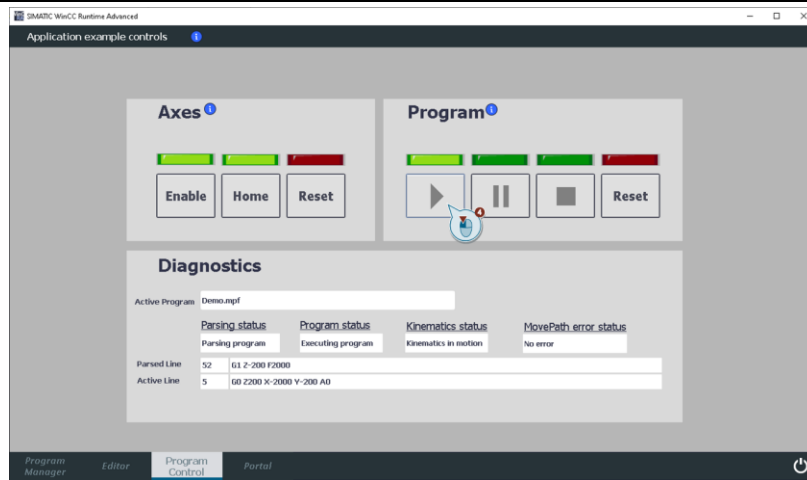 SIMATIC WinCC Runtime Advanced
Application example controls
Axes
Program
Enable
Home
Reset
Reset
4
Diagnostics
Active Program Demo.mpf
Parsing status Program status Kinematics status MovePath error status
Parsing program Executing program Kinematics in motion No error
Parsed Line 52 G1 Z-200 F2000
Active Line 5 G0 Z200 X-2000 Y-200 A0
Program Manager
Editor
Program Control
Portal